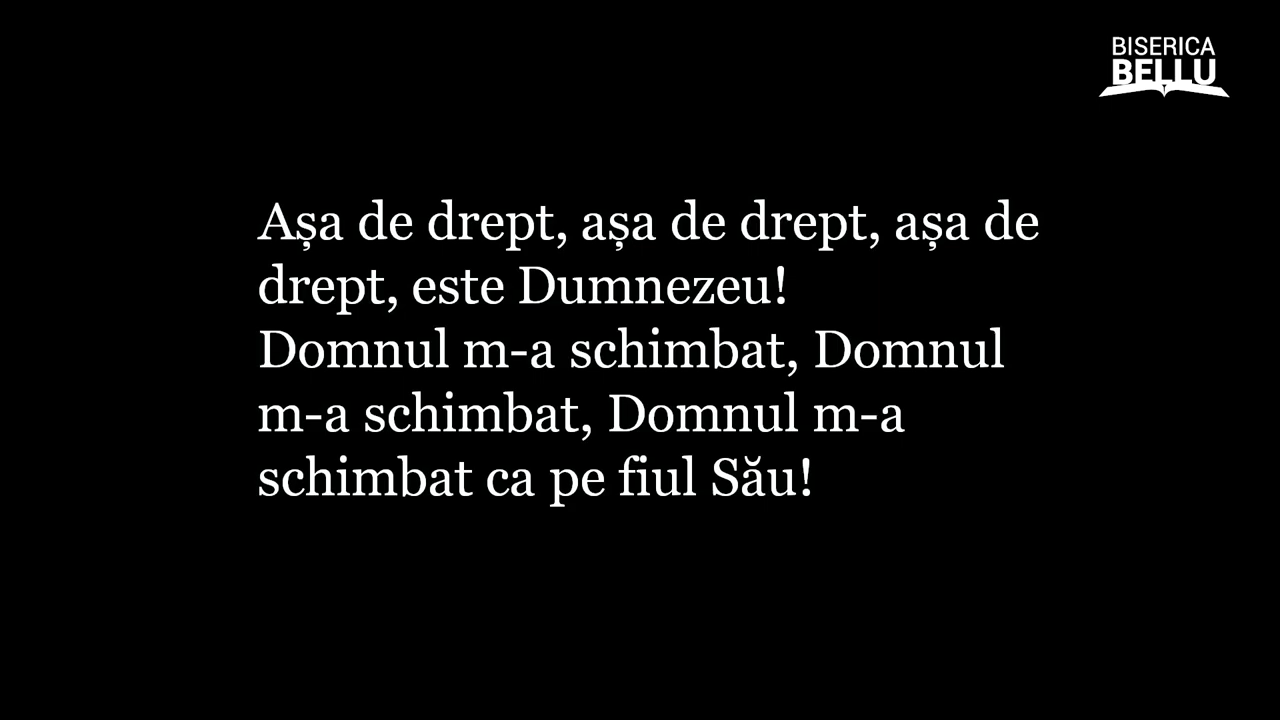 BISERICA
BELLU
Așa de drept, așa de drept, așa de
drept, este Dumnezeu!
Domnul m-a schimbat, Domnul
m-a schimbat, Domnul m-a
schimbat ca pe fiul Său!